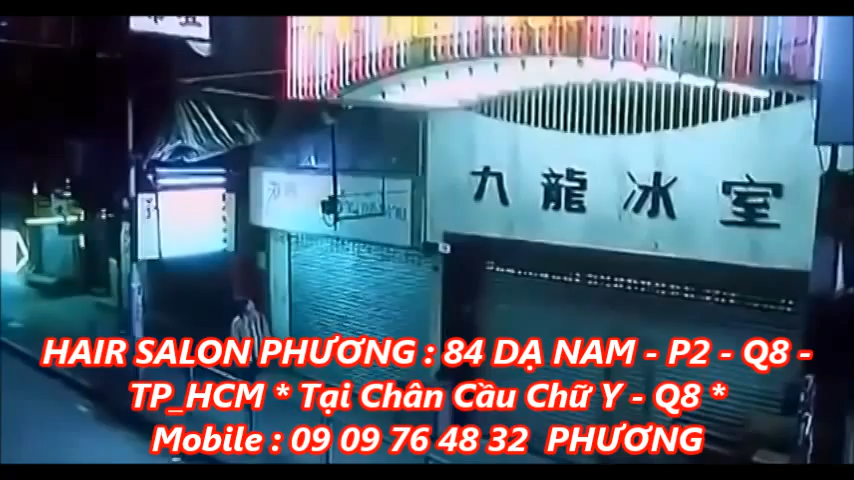 九龍冰室
HAIR SALON PHƯƠNG : 84 DẠ NAM - P2 - Q8 -
TP_HCM * Tại Chân Cầu Chữ Y - Q8 *
Mobile : 09 09 76 48 32 PHƯƠNG